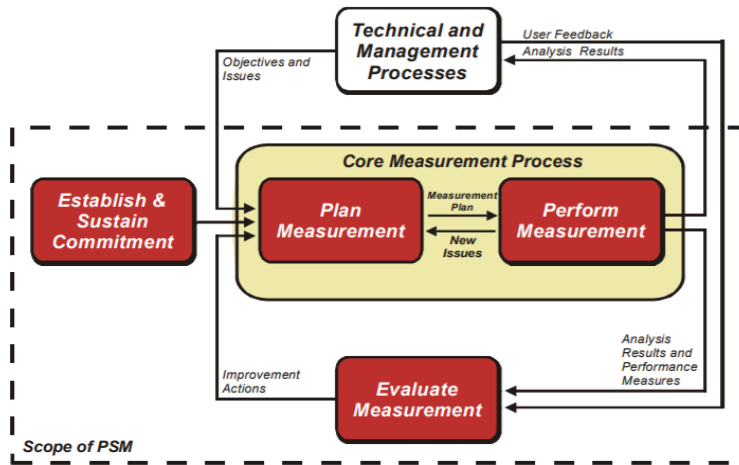 Technical and
Management
Processes
User Feedback
Analysis Results
Objectives and
Issues
Core Measurement Process
Establish &
Sustain
Commitment
Plan
Measurement
Measurement
Plan
New
Issues
Perform
Measurement
Improvement
Actions
Evaluate
Measurement
Analysis
Results and
Performance
Measures
Scope of PSM